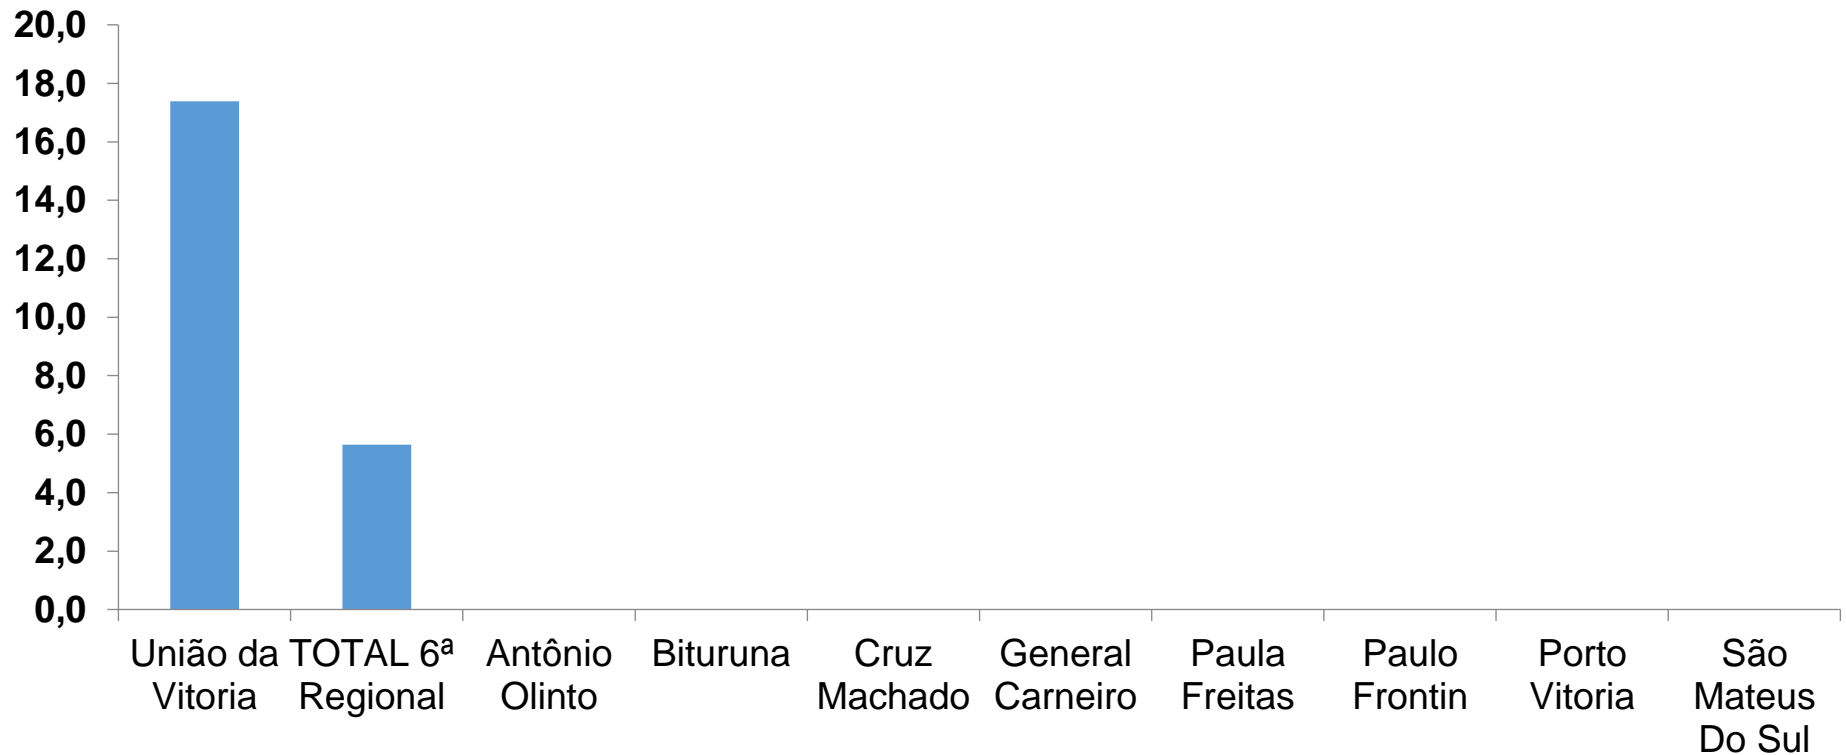 20,0
18,0
16,0
14,0
12,0
10,0
8,0
6,0
4,0
2,0
0,0
União da
Vitoria
TOTAL 6ª
Regional
Antônio
Olinto
Bituruna
Cruz
Machado
General
Carneiro
Paula
Freitas
Paulo
Frontin
Porto
Vitoria
São
Mateus
Do Sul